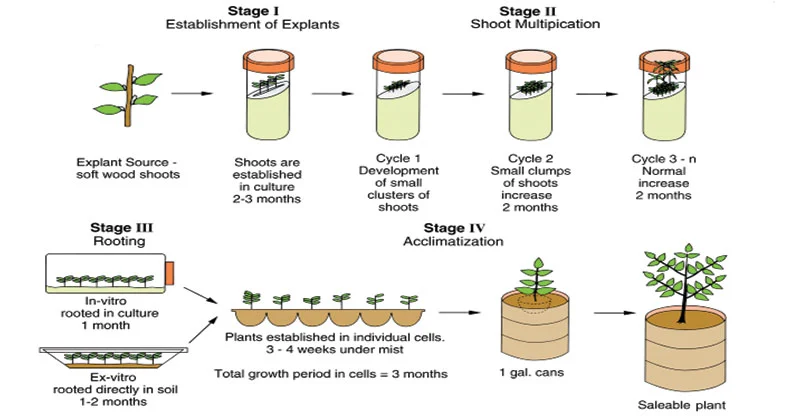 Stage I
Establishment of Explants
Stage II
Shoot Multipication
Explant Source -
soft wood shoots
Shoots are
established
in culture
2-3 months
Cycle 1
Development
of small
clusters of
shoots
Cycle 2
Small clumps
of shoots
increase
2 months
Cycle 3 - n
Normal
increase
2 months
Stage III
Rooting
Stage IV
Acclimatization
In-vitro
rooted in culture
1 month
Ex-vitro
rooted directly in soil
1-2 months
Plants established in individual cells.
3 - 4 weeks under mist
Total growth period in cells = 3 months
1 gal. cans
Saleable plant